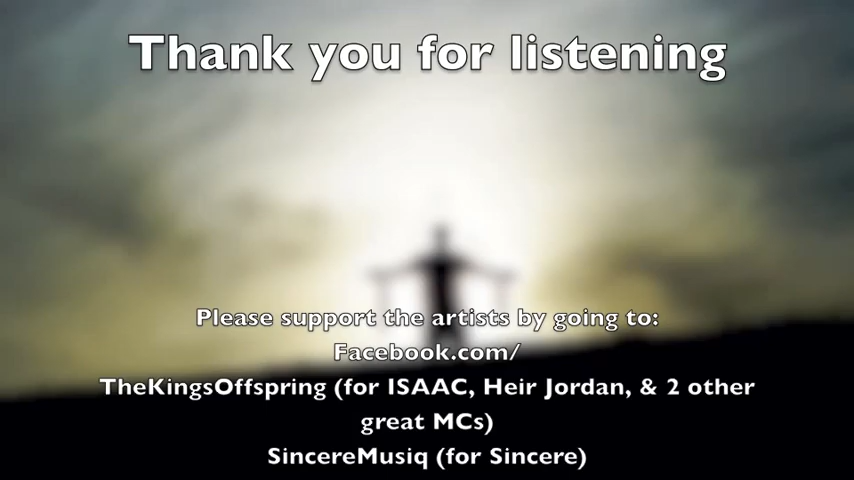 Thank you for listening
Please support the artists by going to:
Facebook.com/
TheKingsOffspring (for ISAAC, Heir Jordan, & 2 other
great MCs)
SincereMusiq (for Sincere)